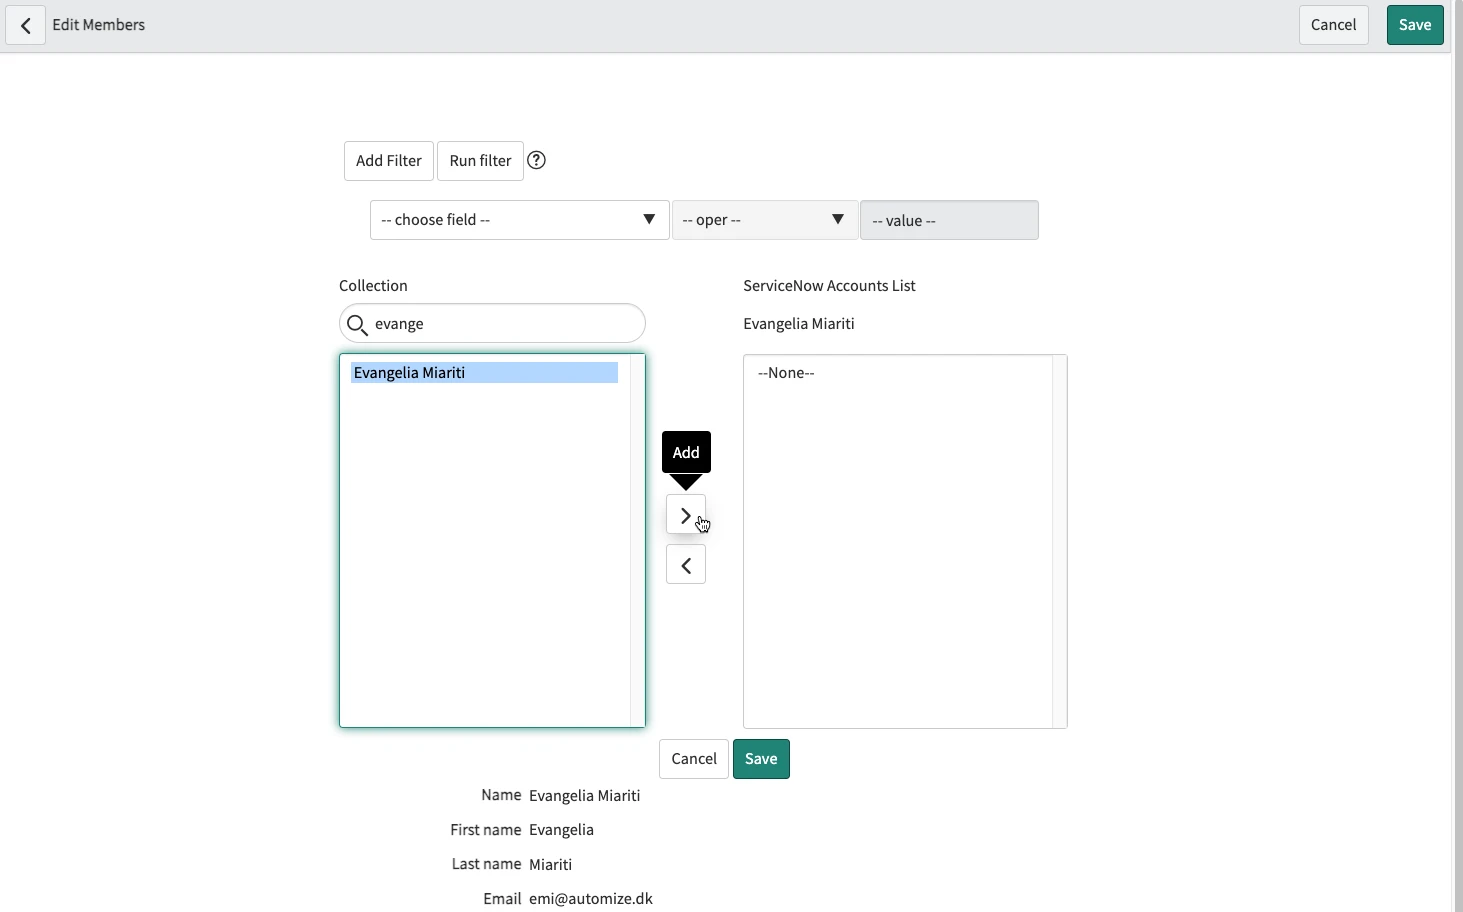 Edit Members
Cancel
Save
Add Filter
Run filter
?
-- choose field --
-- oper --
-- value --
Collection
ServiceNow Accounts List
evange
Evangelia Miariti
Evangelia Miariti
--None--
Add
Cancel
Save
Name Evangelia Miariti
First name Evangelia
Last name Miariti
Email emi@automize.dk